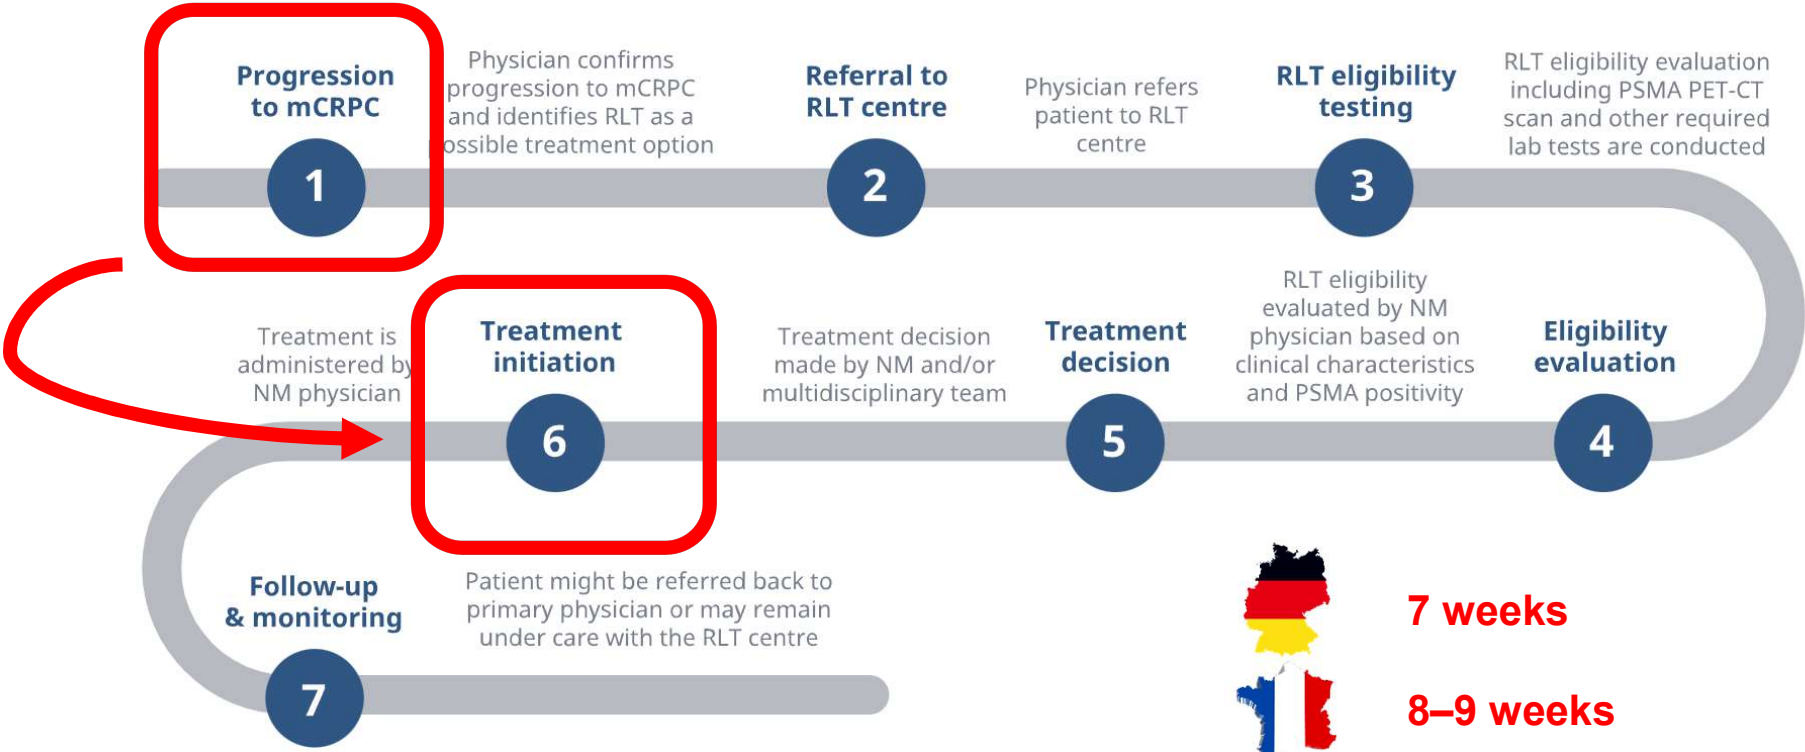 Progression
to mCRPC
1
Physician confirms
progression to mCRPC
and identifies RLT as a
ossible treatment option
Referral to
RLT centre
2
Physician refers
patient to RLT
centre
RLT eligibility
testing
3
RLT eligibility evaluation
including PSMA PET-CT
scan and other required
lab tests are conducted
Eligibility
evaluation
4
RLT eligibility
evaluated by NM
physician based on
clinical characteristics
and PSMA positivity
Treatment
decision
5
Treatment decision
made by NM and/or
multidisciplinary team
Treatment
initiation
6
Treatment is
administered by
NM physician
Follow-up
& monitoring
7
Patient might be referred back to
primary physician or may remain
under care with the RLT centre
7 weeks
8–9 weeks